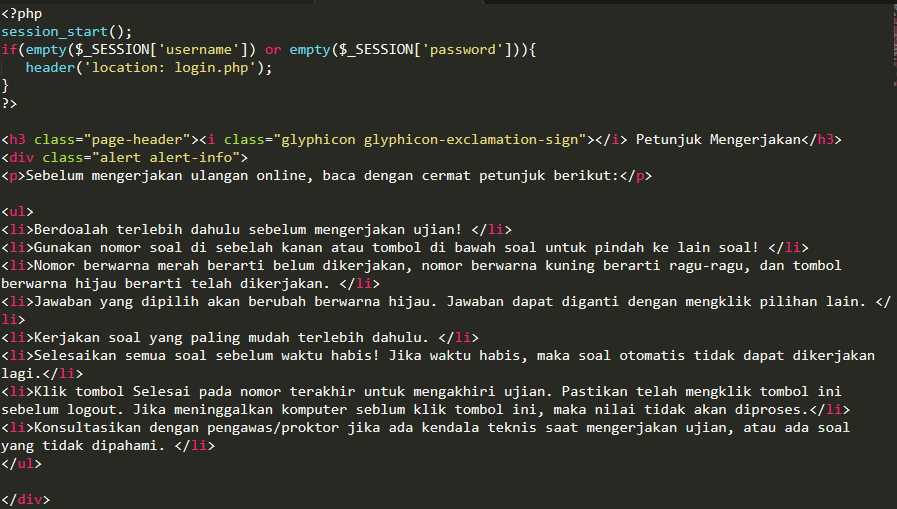 <?php
session_start();
if(empty($_SESSION['username']) or empty($_SESSION['password'])){
   header('location: login.php');
}
?>

<h3 class="page-header"><i class="glyphicon glyphicon-exclamation-sign"></i> Petunjuk Mengerjakan</h3>
<div class="alert alert-info">
<p>Sebelum mengerjakan ulangan online, baca dengan cermat petunjuk berikut:</p>

<ul>
<li>Berdoalah terlebih dahulu sebelum mengerjakan ujian! </li>
<li>Gunakan nomor soal di sebelah kanan atau tombol di bawah soal untuk pindah ke lain soal! </li>
<li>Nomor berwarna merah berarti belum dikerjakan, nomor berwarna kuning berarti ragu-ragu, dan tombol
berwarna hijau berarti telah dikerjakan. </li>
<li>Jawaban yang dipilih akan berubah berwarna hijau. Jawaban dapat diganti dengan mengklik pilihan lain. </
li>
<li>Kerjakan soal yang paling mudah terlebih dahulu. </li>
<li>Selesaikan semua soal sebelum waktu habis! Jika waktu habis, maka soal otomatis tidak dapat dikerjakan
lagi.</li>
<li>Klik tombol Selesai pada nomor terakhir untuk mengakhiri ujian. Pastikan telah mengklik tombol ini
sebelum logout. Jika meninggalkan komputer seblum klik tombol ini, maka nilai tidak akan diproses.</li>
<li>Konsultasikan dengan pengawas/proktor jika ada kendala teknis saat mengerjakan ujian, atau ada soal
yang tidak dipahami. </li>
</ul>

</div>